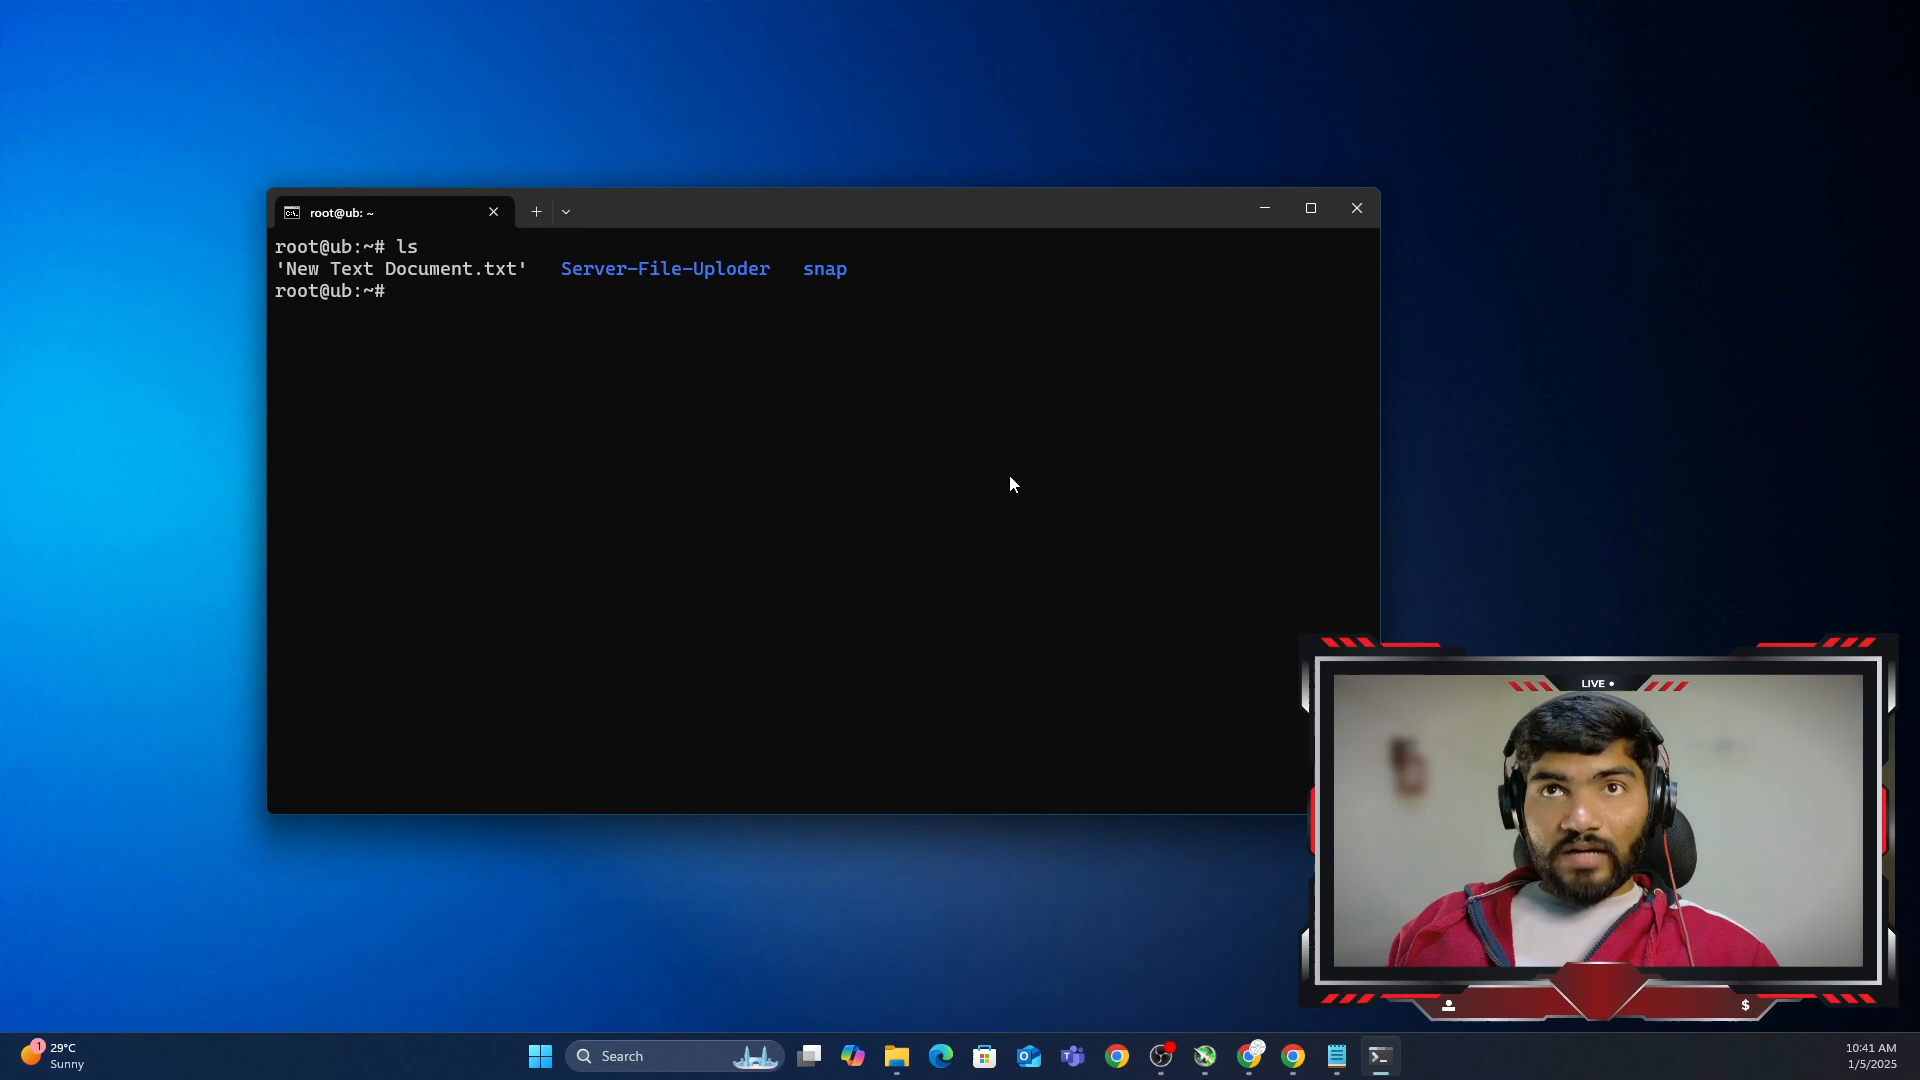 root@ub: ~
root@ub:~# ls
'New Text Document.txt'   Server-File-Uploder   snap
root@ub:~#
LIVE
$
1
29°C
Sunny
Search
10:41 AM
1/5/2025